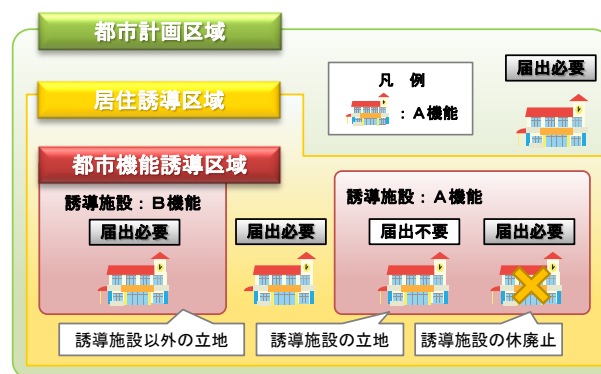 都市計画区域
届出必要
凡 例
：A機能
居住誘導区域
都市機能誘導区域
誘導施設：B機能
届出必要
届出必要
誘導施設：A機能
届出不要
届出必要
誘導施設以外の立地
誘導施設の立地
誘導施設の休廃止